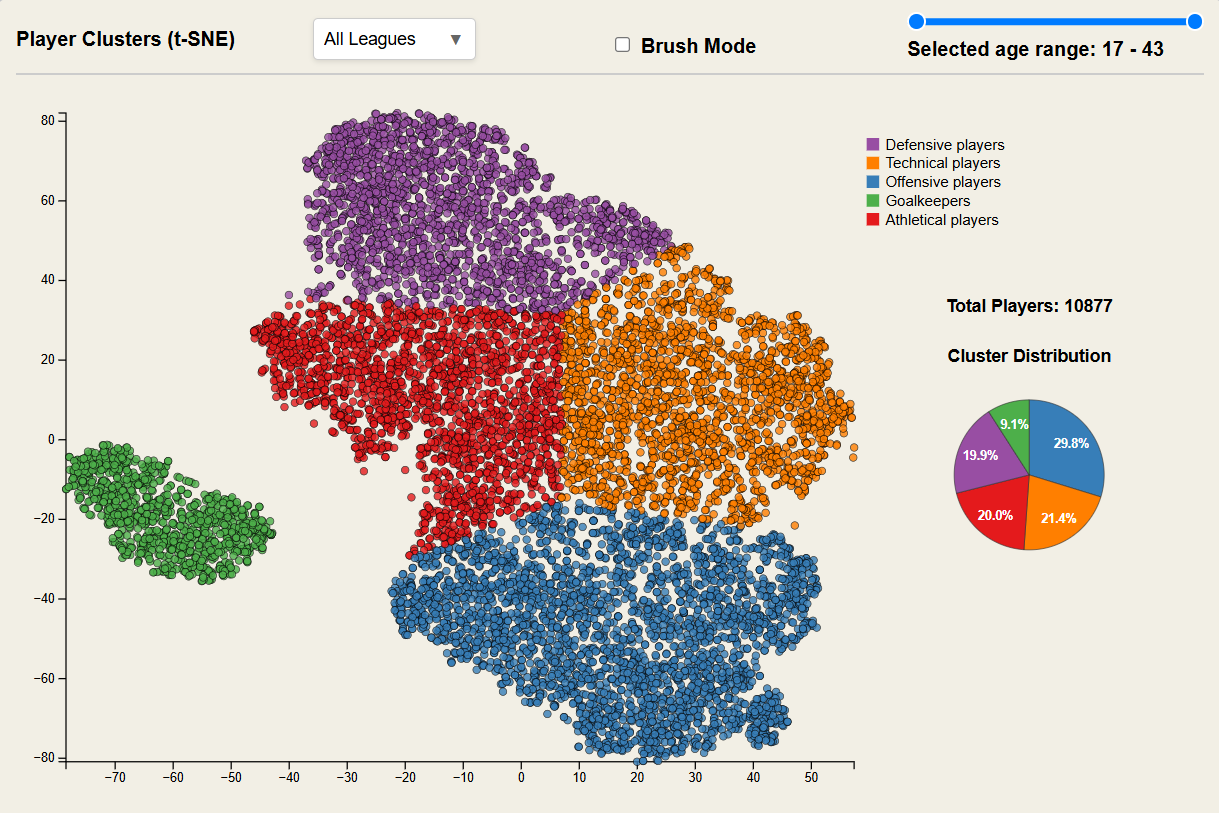 Player Clusters (t-SNE)
All Leagues ▼
Brush Mode
Selected age range: 17 - 43
Defensive players
Technical players
Offensive players
Goalkeepers
Athletical players
Total Players: 10877
Cluster Distribution
9.1%
29.8%
19.9%
20.0%
21.4%
80
60
40
20
0
−20
−40
−60
−80
−70 −60 −50 −40 −30 −20 −10 0 10 20 30 40 50